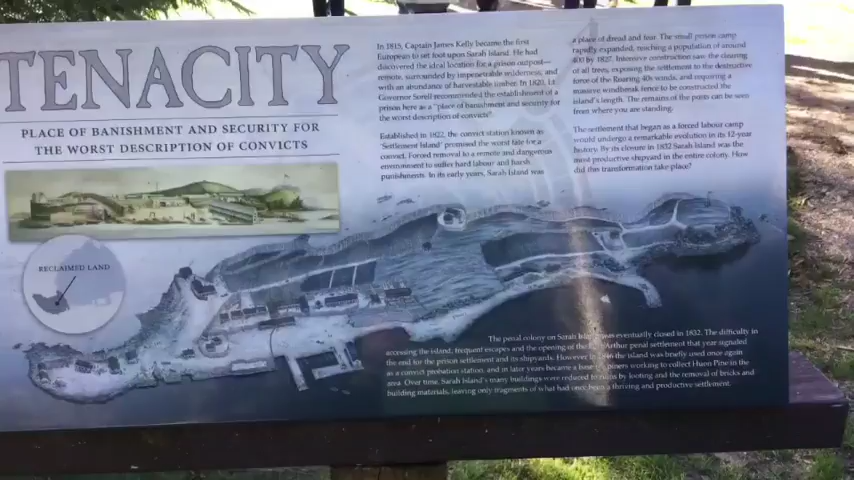 TENACITY
PLACE OF BANISHMENT AND SECURITY FOR
THE WORST DESCRIPTION OF CONVICTS
RECLAIMED LAND
In 1815, Captain James Kelly became the first
European to set foot upon Sarah Island. He had
discovered the ideal location for a prison outpost—
remote, surrounded by impenetrable wilderness, and
with an abundance of harvestable timber. In 1820, Lt.
Governor Sorell recommended the establishment of a
prison here as a "place of banishment and security for
the worst description of convicts".
Established in 1822, the convict station known as
'Settlement Island' promised the worst fate for a
convict. Forced removal to a remote and dangerous
environment to suffer hard labour and harsh
punishments. In its early years, Sarah Island was
a place of dread and fear. The small prison camp
rapidly expanded, reaching a population of around
400 by 1827. Intensive construction saw the clearing
of all trees, exposing the settlement to the destructive
force of the Roaring 40s winds, and requiring a
massive windbreak fence to be constructed the
island's length. The remains of the posts can be seen
from where you are standing.
The settlement that began as a forced labour camp
would undergo a remarkable evolution in its 12-year
history. By its closure in 1832 Sarah Island was the
most productive shipyard in the entire colony. How
did this transformation take place?
The penal colony on Sarah Island was eventually closed in 1832. The difficulty in
accessing the island, frequent escapes and the opening of the Arthur penal settlement that year signaled
the end for the prison settlement and its shipyards. However in the island was briefly used once again
as a convict probation station, and in later years became a base piners working to collect Huon Pine in the
area. Over time, Sarah Island's many buildings were reduced to ruins by looting and the removal of bricks and
building materials, leaving only fragments of what had once been a thriving and productive settlement.